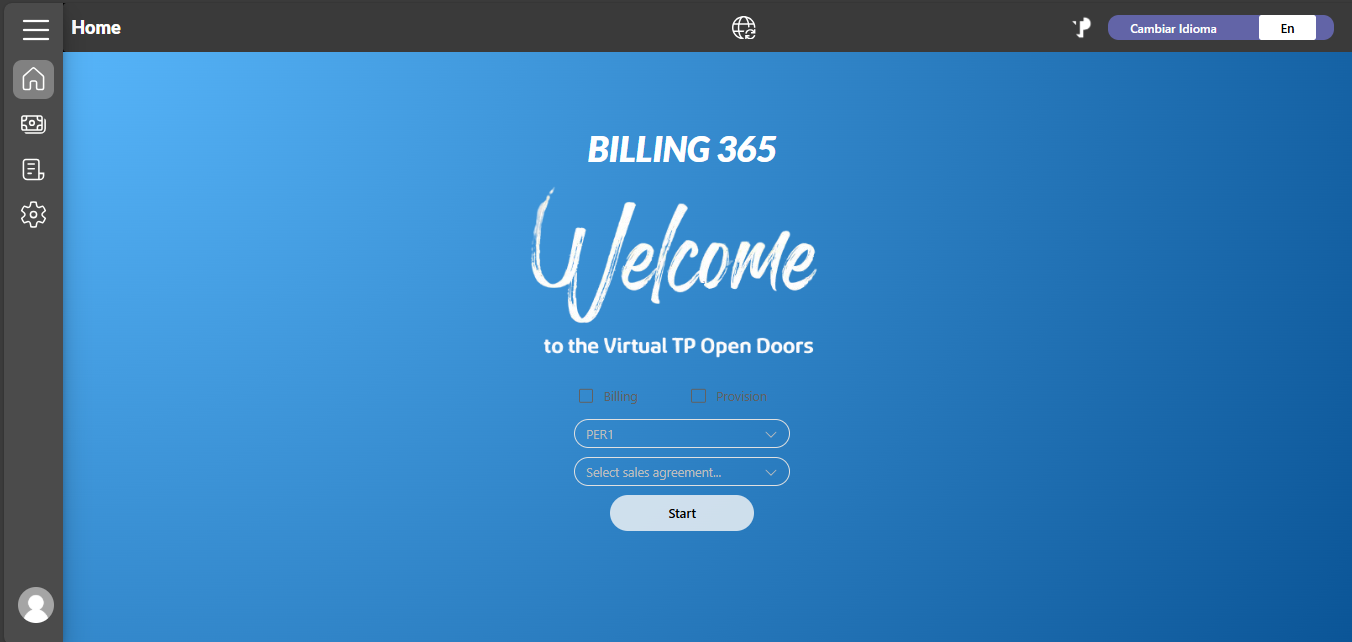 Home
Cambiar Idioma
En
BILLING 365
Welcome
to the Virtual TP Open Doors
Billing
Provision
PER1
Select sales agreement...
Start